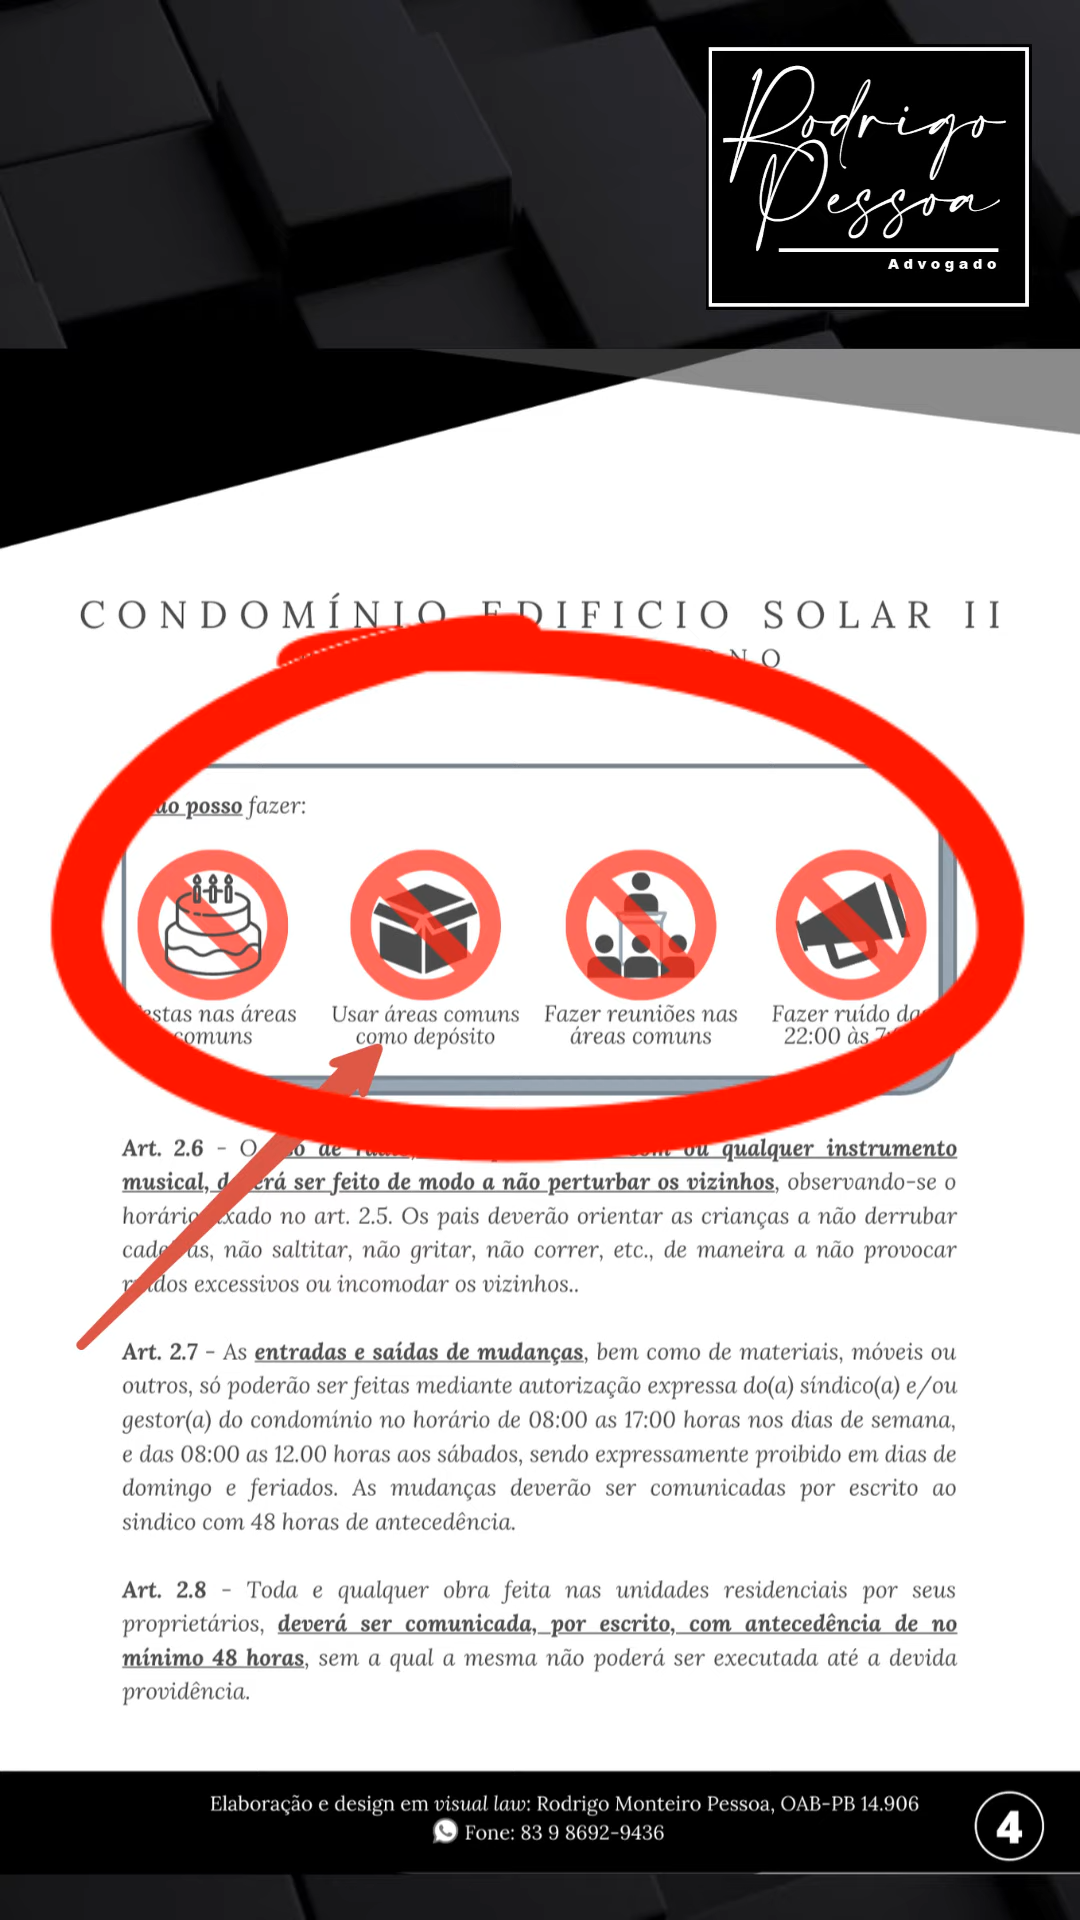 Rodrigo
Pessoa
Advogado
CONDOMÍNIO EDIFICIO SOLAR II
posso fazer:
nas áreas
comuns
Usar áreas comuns
como depósito
Fazer reuniões nas
áreas comuns
Fazer ruído
22:00 às
Art. 2.6 - O de ou qualquer instrumento
musical, deverá ser feito de modo a não perturbar os vizinhos, observando-se o
horário fixado no art. 2.5. Os pais deverão orientar as crianças a não derrubar
cadeiras, não saltitar, não gritar, não correr, etc., de maneira a não provocar
ruídos excessivos ou incomodar os vizinhos..
Art. 2.7 - As entradas e saídas de mudanças, bem como de materiais, móveis ou
outros, só poderão ser feitas mediante autorização expressa do(a) síndico(a) e/ou
gestor(a) do condomínio no horário de 08:00 as 17:00 horas nos dias de semana,
e das 08:00 as 12.00 horas aos sábados, sendo expressamente proibido em dias de
domingo e feriados. As mudanças deverão ser comunicadas por escrito ao
sindico com 48 horas de antecedência.
Art. 2.8 - Toda e qualquer obra feita nas unidades residenciais por seus
proprietários, deverá ser comunicada, por escrito, com antecedência de no
mínimo 48 horas, sem a qual a mesma não poderá ser executada até a devida
providência.
Elaboração e design em visual law: Rodrigo Monteiro Pessoa, OAB-PB 14.906
Fone: 83 9 8692-9436
4